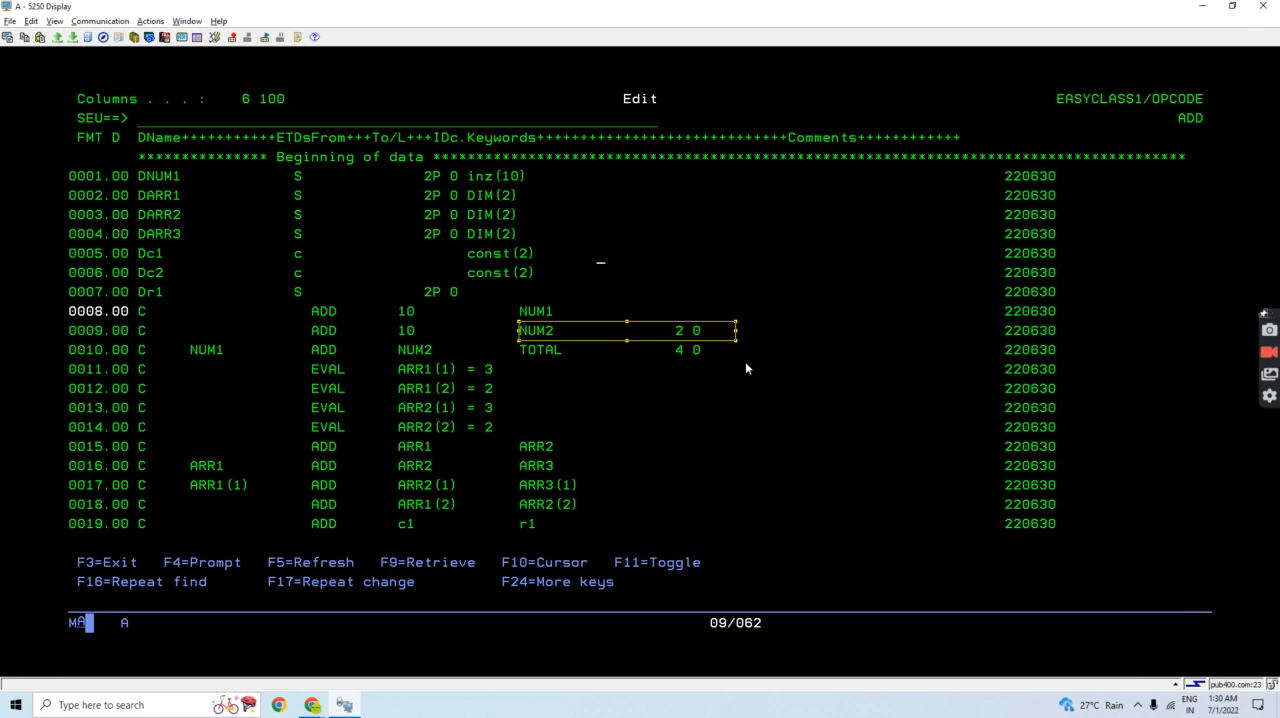 A - 5250 Display
File Edit View Communication Actions Window Help
Columns . . . : 6 100 Edit EASYCLASS1/OPCODE
SEU==> ADD
FMT D DName+++++++++++ETDsFrom+++To/L+++IDc.Keywords+++++++++++++++++++++++++++++Comments++++++++++++
*************** Beginning of data ***************************************************************************************
0001.00 DNUM1 S 2P 0 inz(10) 220630
0002.00 DARR1 S 2P 0 DIM(2) 220630
0003.00 DARR2 S 2P 0 DIM(2) 220630
0004.00 DARR3 S 2P 0 DIM(2) 220630
0005.00 Dc1 c const(2) 220630
0006.00 Dc2 c const(2) 220630
0007.00 Dr1 S 2P 0 220630
0008.00 C ADD 10 NUM1 220630
0009.00 C ADD 10 NUM2 2 0 220630
0010.00 C NUM1 ADD NUM2 TOTAL 4 0 220630
0011.00 C EVAL ARR1(1) = 3 220630
0012.00 C EVAL ARR1(2) = 2 220630
0013.00 C EVAL ARR2(1) = 3 220630
0014.00 C EVAL ARR2(2) = 2 220630
0015.00 C ADD ARR1 ARR2 220630
0016.00 C ARR1 ADD ARR2 ARR3 220630
0017.00 C ARR1(1) ADD ARR2(1) ARR3(1) 220630
0018.00 C ADD ARR1(2) ARR2(2) 220630
0019.00 C ADD c1 r1 220630
F3=Exit F4=Prompt F5=Refresh F9=Retrieve F10=Cursor F11=Toggle
F16=Repeat find F17=Repeat change F24=More keys
MA A 09/062
pub400.com:23
Type here to search 27°C Rain ENG IN 1:30 AM 7/1/2022